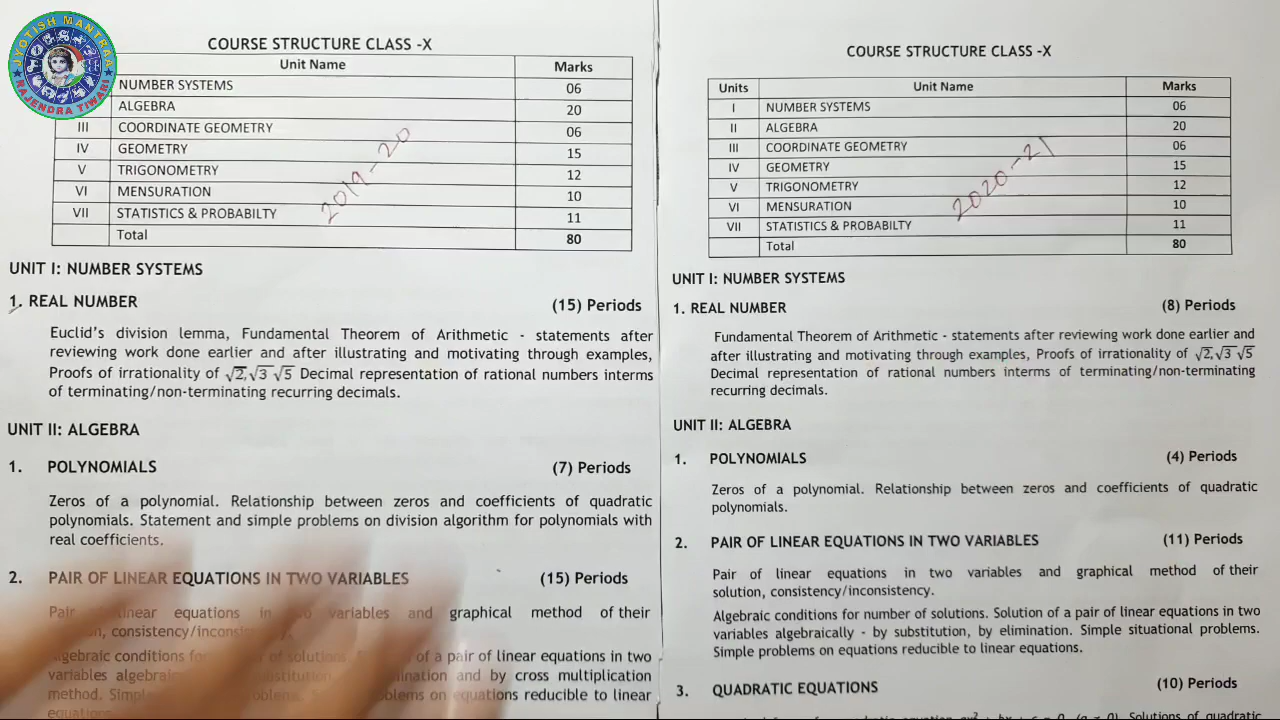 JYOTISH MANTRAA
RAJENDRA TIWARI
COURSE STRUCTURE CLASS -X
Unit Name Marks
NUMBER SYSTEMS 06
ALGEBRA 20
III COORDINATE GEOMETRY 06
IV GEOMETRY 15
V TRIGONOMETRY 12
VI MENSURATION 10
VII STATISTICS & PROBABILTY 11
Total 80
2019-20
UNIT I: NUMBER SYSTEMS
1. REAL NUMBER (15) Periods
Euclid's division lemma, Fundamental Theorem of Arithmetic - statements after
reviewing work done earlier and after illustrating and motivating through examples,
Proofs of irrationality of √2,√3 √5 Decimal representation of rational numbers interms
of terminating/non-terminating recurring decimals.
UNIT II: ALGEBRA
1. POLYNOMIALS (7) Periods
Zeros of a polynomial. Relationship between zeros and coefficients of quadratic
polynomials. Statement and simple problems on division algorithm for polynomials with
real coefficients.
2. PAIR OF LINEAR EQUATIONS IN TWO VARIABLES (15) Periods
Pair of linear equations in two variables and graphical method of their
consistency/
Algebraic conditions for of solutions. of a pair of linear equations in two
variables and by cross multiplication
method. on equations reducible to linear
equations
COURSE STRUCTURE CLASS -X
Units Unit Name Marks
I NUMBER SYSTEMS 06
II ALGEBRA 20
III COORDINATE GEOMETRY 06
IV GEOMETRY 15
V TRIGONOMETRY 12
VI MENSURATION 10
VII STATISTICS & PROBABILTY 11
Total 80
2020-21
UNIT I: NUMBER SYSTEMS
1. REAL NUMBER (8) Periods
Fundamental Theorem of Arithmetic - statements after reviewing work done earlier and
after illustrating and motivating through examples, Proofs of irrationality of √2,√3 √5
Decimal representation of rational numbers interms of terminating/non-terminating
recurring decimals.
UNIT II: ALGEBRA
1. POLYNOMIALS (4) Periods
Zeros of a polynomial. Relationship between zeros and coefficients of quadratic
polynomials.
2. PAIR OF LINEAR EQUATIONS IN TWO VARIABLES (11) Periods
Pair of linear equations in two variables and graphical method of their
solution, consistency/inconsistency.
Algebraic conditions for number of solutions. Solution of a pair of linear equations in two
variables algebraically - by substitution, by elimination. Simple situational problems.
Simple problems on equations reducible to linear equations.
3. QUADRATIC EQUATIONS (10) Periods
Solutions of quadratic